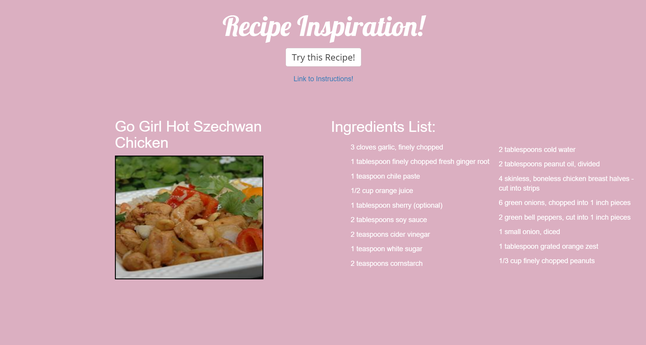 Recipe Inspiration!
Try this Recipe!
Link to Instructions!
Go Girl Hot Szechwan
Chicken
Ingredients List:
3 cloves garlic, finely chopped
1 tablespoon finely chopped fresh ginger root
1 teaspoon chile paste
1/2 cup orange juice
1 tablespoon sherry (optional)
2 tablespoons soy sauce
2 teaspoons cider vinegar
1 teaspoon white sugar
2 teaspoons cornstarch
2 tablespoons cold water
2 tablespoons peanut oil, divided
4 skinless, boneless chicken breast halves -
cut into strips
6 green onions, chopped into 1 inch pieces
2 green bell peppers, cut into 1 inch pieces
1 small onion, diced
1 tablespoon grated orange zest
1/3 cup finely chopped peanuts